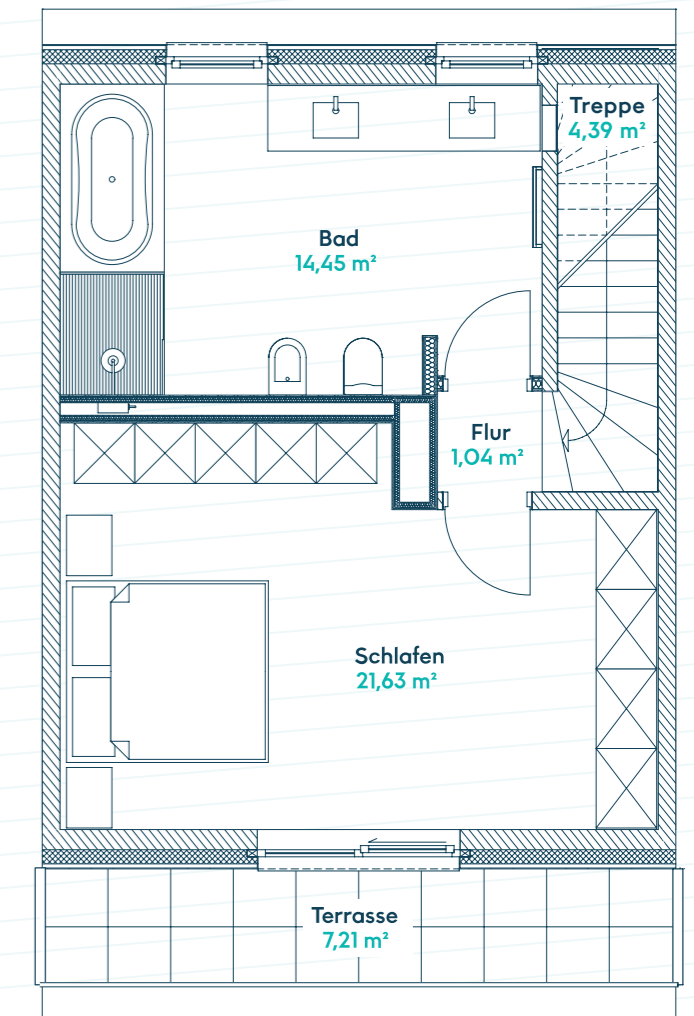 Treppe
4,39 m²
Bad
14,45 m²
Flur
1,04 m²
Schlafen
21,63 m²
Terrasse
7,21 m²